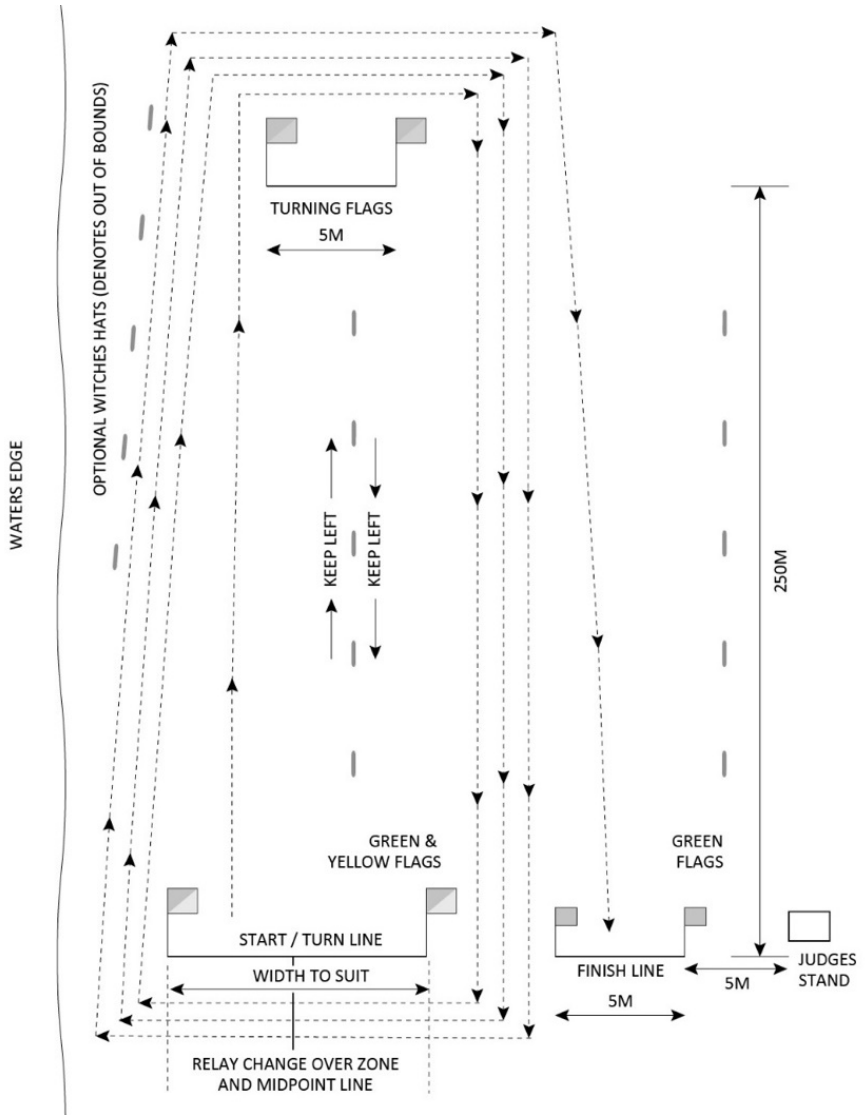 WATERS EDGE
OPTIONAL WITCHES HATS (DENOTES OUT OF BOUNDS)
TURNING FLAGS
5M
KEEP LEFT
KEEP LEFT
250M
GREEN &
YELLOW FLAGS
GREEN
FLAGS
START / TURN LINE
WIDTH TO SUIT
RELAY CHANGE OVER ZONE
AND MIDPOINT LINE
FINISH LINE
5M
5M
JUDGES
STAND